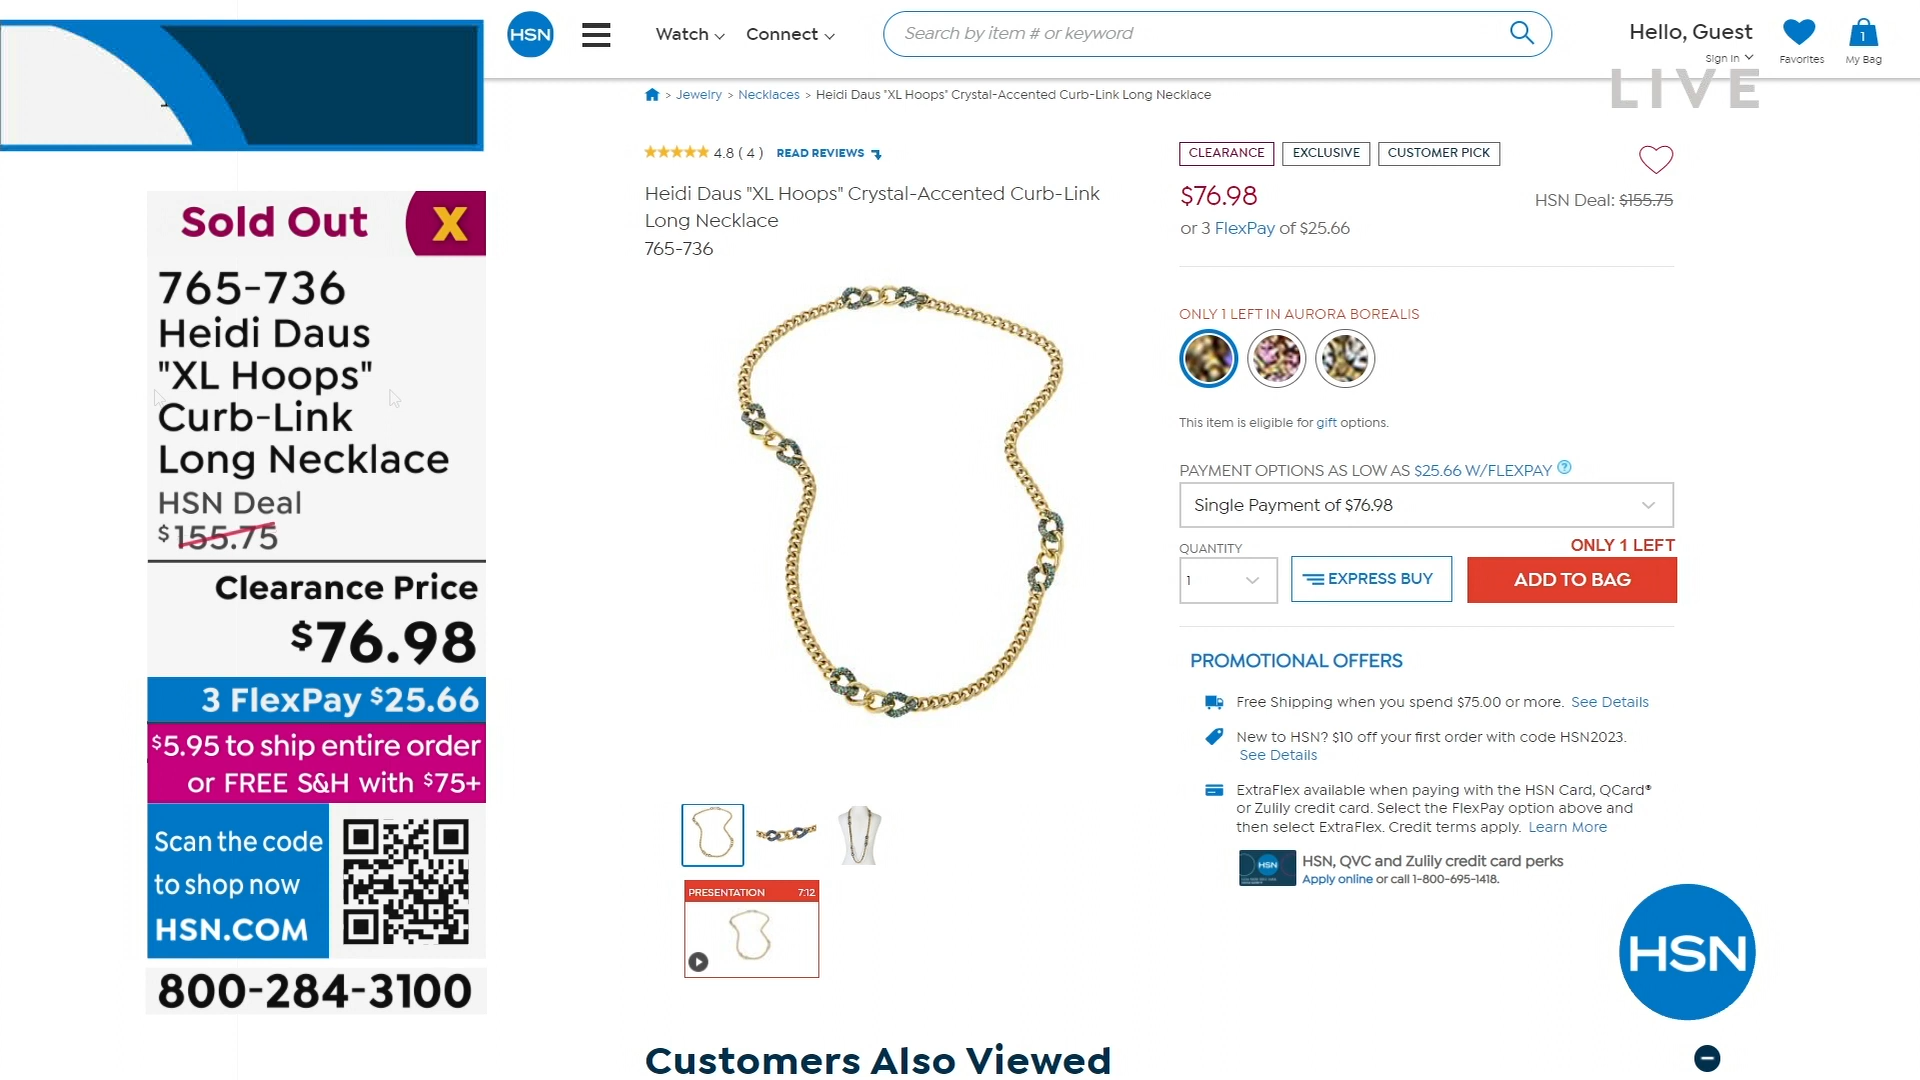 HSN
Watch
Connect
Search by item # or keyword
Hello, Guest
Sign In
Favorites
1
My Bag
LIVE
> Jewelry > Necklaces > Heidi Daus "XL Hoops" Crystal-Accented Curb-Link Long Necklace
4.8 ( 4 ) READ REVIEWS
Heidi Daus "XL Hoops" Crystal-Accented Curb-Link
Long Necklace
765-736
CLEARANCE
EXCLUSIVE
CUSTOMER PICK
$76.98
HSN Deal: $155.75
or 3 FlexPay of $25.66
ONLY 1 LEFT IN AURORA BOREALIS
This item is eligible for gift options.
PAYMENT OPTIONS AS LOW AS $25.66 W/FLEXPAY ?
Single Payment of $76.98
ONLY 1 LEFT
QUANTITY
1
EXPRESS BUY
ADD TO BAG
PROMOTIONAL OFFERS
Free Shipping when you spend $75.00 or more. See Details
New to HSN? $10 off your first order with code HSN2023.
See Details
ExtraFlex available when paying with the HSN Card, QCard®
or Zulily credit card. Select the FlexPay option above and
then select ExtraFlex. Credit terms apply. Learn More
HSN
HSN, QVC and Zulily credit card perks
Apply online or call 1-800-695-1418.
PRESENTATION 7:12
Customers Also Viewed
HSN
Sold Out X
765-736
Heidi Daus
"XL Hoops"
Curb-Link
Long Necklace
HSN Deal
$155.75
Clearance Price
$76.98
3 FlexPay $25.66
$5.95 to ship entire order
or FREE S&H with $75+
Scan the code
to shop now
HSN.COM
800-284-3100